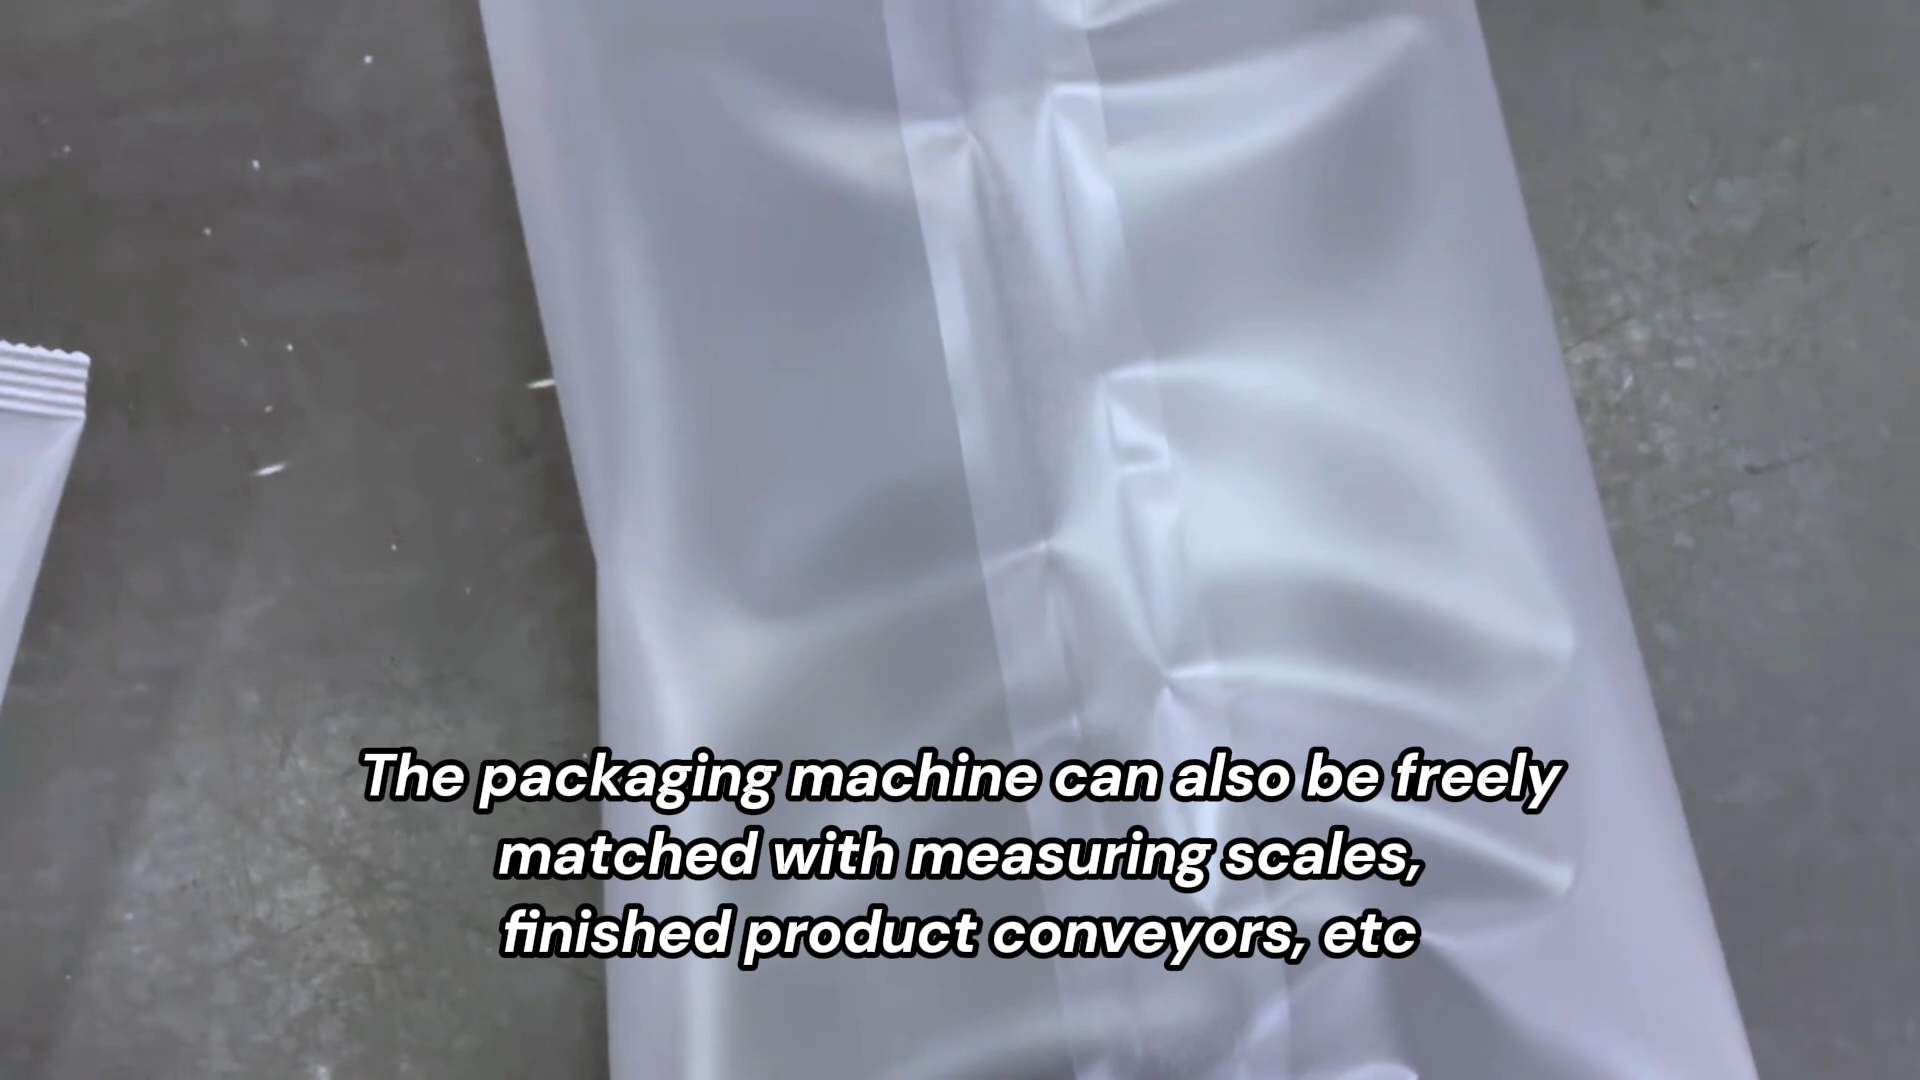 The packaging machine can also be freely
matched with measuring scales,
finished product conveyors, etc